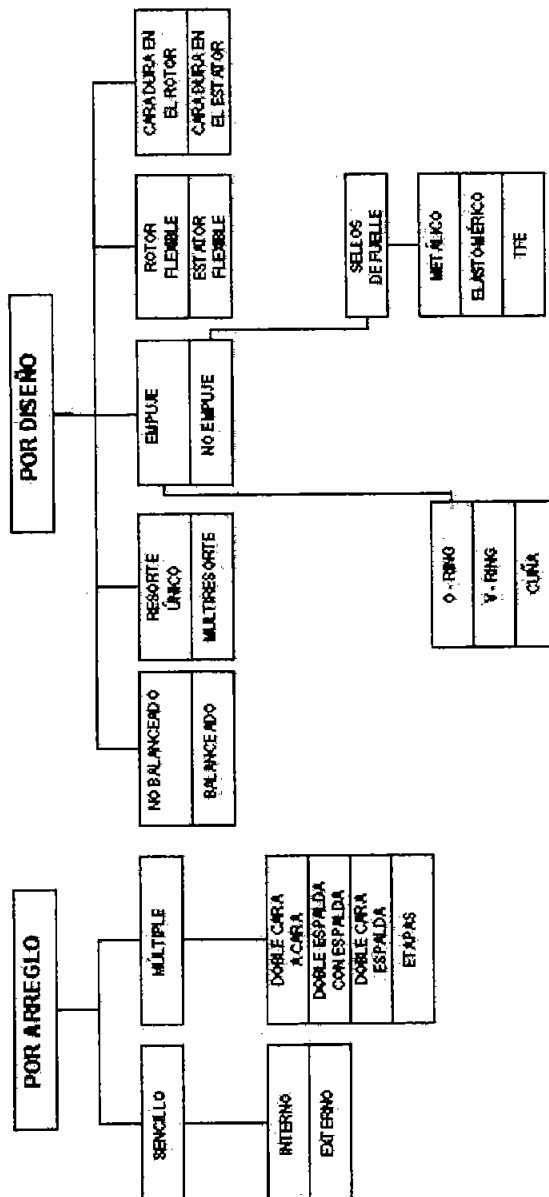 POR ARREGLO
SENCILLO
INTERNO
EXTERNO
MÚLTIPLE
DOBLE CARA
A CARA
DOBLE ESPALDA
CON ESPALDA
DOBLE CARA
ESPALDA
ETAPAS
POR DISEÑO
NO BALANCEADO
BALANCEADO
RESORTE
ÚNICO
MULTIRESORTE
EMPUJE
NO EMPUJE
O - RING
V - RING
CUÑA
SELLOS
DE FUELLE
METÁLICO
ELASTOMÉRICO
TFE
ROTOR
FLEXIBLE
ESTATOR
FLEXIBLE
CARA DURA EN
EL ROTOR
CARA DURA EN
EL ESTATOR